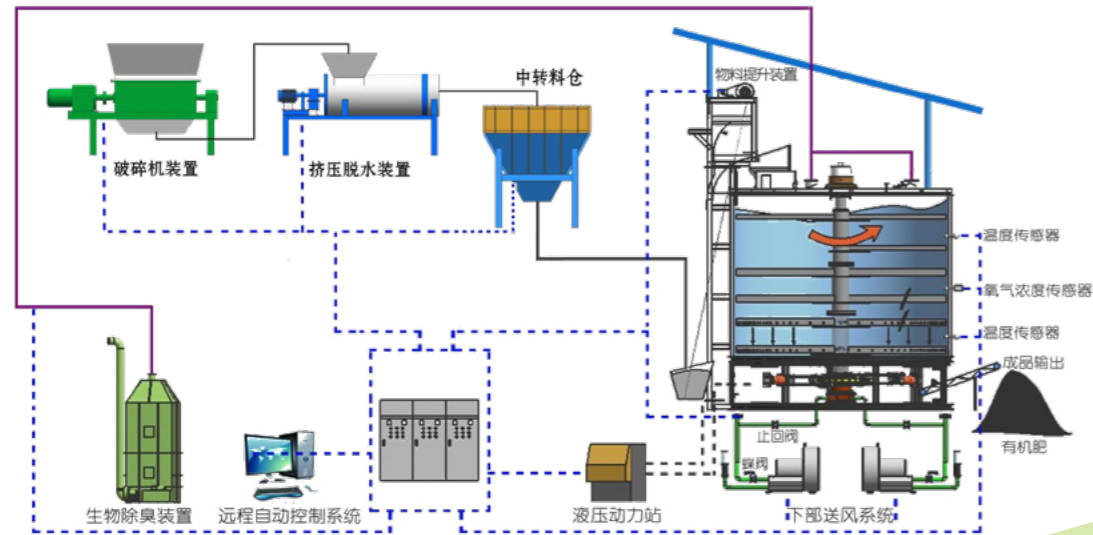 物料提升装置
中转料仓
破碎机装置
挤压脱水装置
温度传感器
氧气浓度传感器
温度传感器
成品输出
止回阀
有机肥
蝶阀
生物除臭装置
远程自动控制系统
液压动力站
下部送风系统